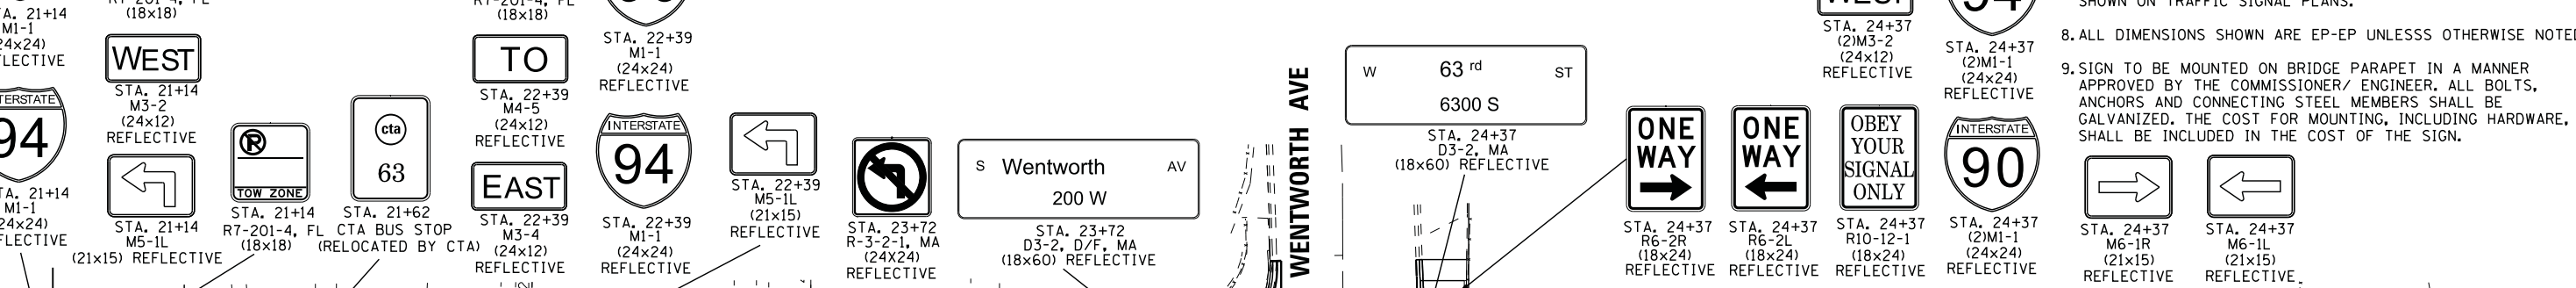 (18x18)
STA. 21+14
M1-1
(24x24)
REFLECTIVE
INTERSTATE
94
STA. 21+14
M1-1
(24x24)
REFLECTIVE
WEST
STA. 21+14
M3-2
(24x12)
REFLECTIVE
STA. 21+14
M5-1L
(21x15) REFLECTIVE
R
TOW ZONE
STA. 21+14
R7-201-4, FL
(18x18)
cta
63
STA. 21+62
CTA BUS STOP
(RELOCATED BY CTA)
R7-201-4, FL
(18x18)
TO
STA. 22+39
M4-5
(24x12)
REFLECTIVE
EAST
STA. 22+39
M3-4
(24x12)
REFLECTIVE
STA. 22+39
M1-1
(24x24)
REFLECTIVE
INTERSTATE
94
STA. 22+39
M1-1
(24x24)
REFLECTIVE
STA. 22+39
M5-1L
(21x15)
REFLECTIVE
STA. 23+72
R-3-2-1, MA
(24X24)
REFLECTIVE
S Wentworth AV
200 W
STA. 23+72
D3-2, D/F, MA
(18x60) REFLECTIVE
WENTWORTH AVE
W 63 rd ST
6300 S
STA. 24+37
D3-2, MA
(18x60) REFLECTIVE
ONE
WAY
STA. 24+37
R6-2R
(18x24)
REFLECTIVE
ONE
WAY
STA. 24+37
R6-2L
(18x24)
REFLECTIVE
WEST
STA. 24+37
(2)M3-2
(24x12)
REFLECTIVE
OBEY
YOUR
SIGNAL
ONLY
STA. 24+37
R10-12-1
(18x24)
REFLECTIVE
94
STA. 24+37
(2)M1-1
(24x24)
REFLECTIVE
INTERSTATE
90
STA. 24+37
(2)M1-1
(24x24)
REFLECTIVE
SHOWN ON TRAFFIC SIGNAL PLANS.
8. ALL DIMENSIONS SHOWN ARE EP-EP UNLESSS OTHERWISE NOTED
9. SIGN TO BE MOUNTED ON BRIDGE PARAPET IN A MANNER
APPROVED BY THE COMMISSIONER/ ENGINEER. ALL BOLTS,
ANCHORS AND CONNECTING STEEL MEMBERS SHALL BE
GALVANIZED. THE COST FOR MOUNTING, INCLUDING HARDWARE,
SHALL BE INCLUDED IN THE COST OF THE SIGN.
STA. 24+37
M6-1R
(21x15)
REFLECTIVE
STA. 24+37
M6-1L
(21x15)
REFLECTIVE